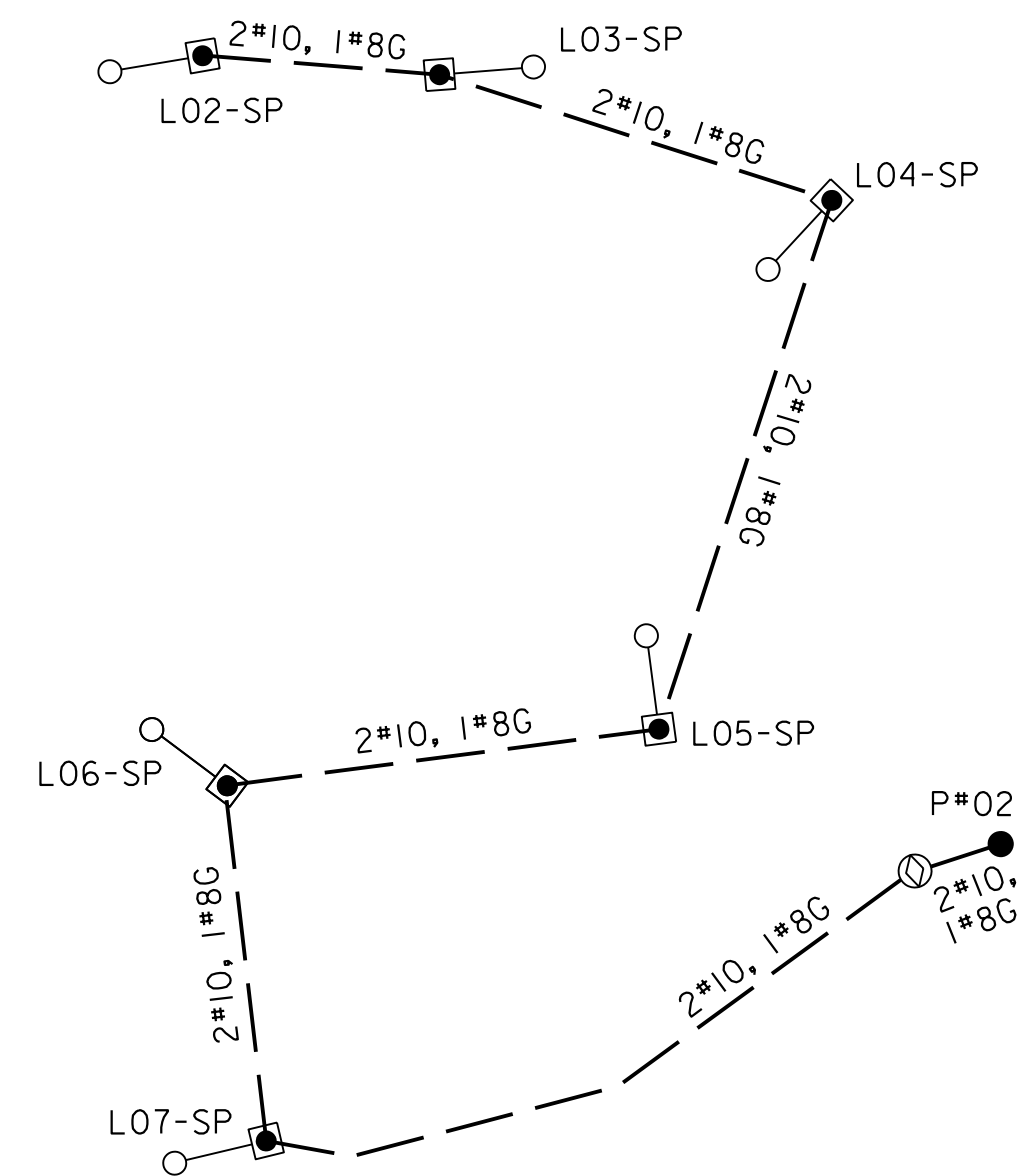 2#10, 1#8G
L03-SP
L02-SP
2#10, 1#8G
L04-SP
2#10, 1#8G
2#10, 1#8G
L05-SP
L06-SP
P#02
2#10,
1#8G
2#10, 1#8G
2#10, 1#8G
L07-SP